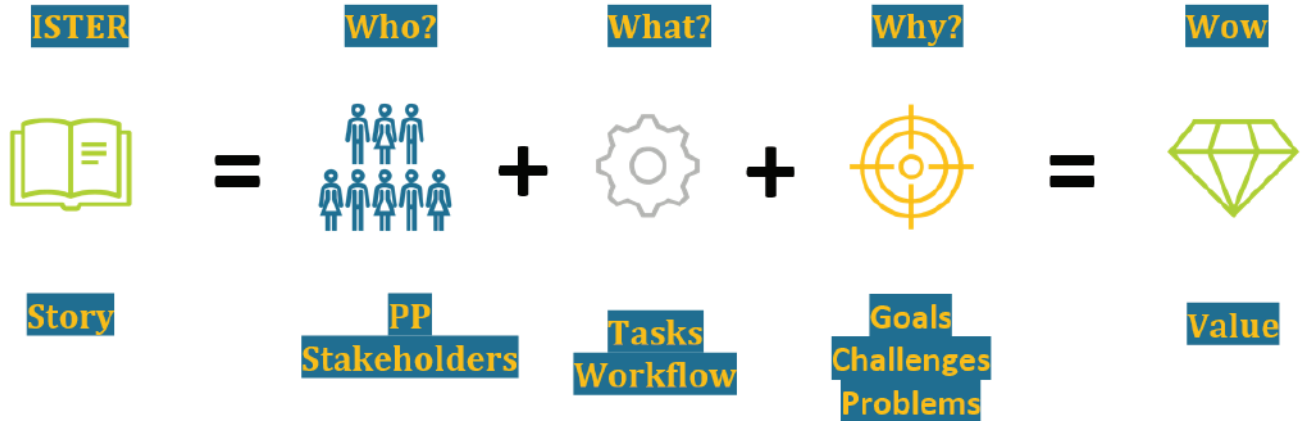 ISTER
Who?
What?
Why?
Wow
=
+
+
=
Story
PP
Stakeholders
Tasks
Workflow
Goals
Challenges
Problems
Value